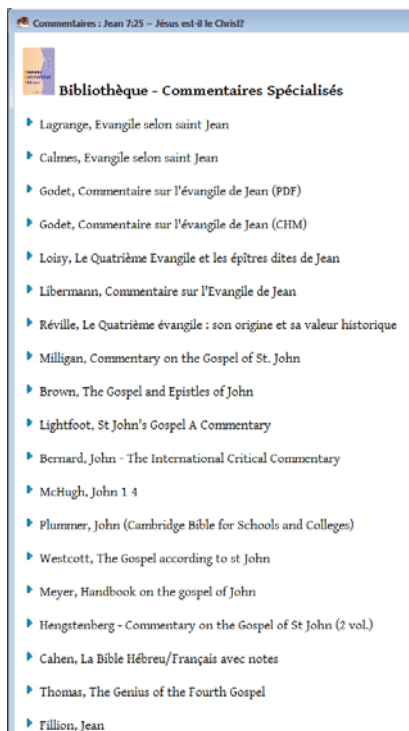 Commentaires : Jean 7:25 -- Jésus est-il le Christ?
Bibliothèque - Commentaires Spécialisés
Lagrange, Evangile selon saint Jean
Calmes, Evangile selon saint Jean
Godet, Commentaire sur l'évangile de Jean (PDF)
Godet, Commentaire sur l'évangile de Jean (CHM)
Loisy, Le Quatrième Evangile et les épîtres dites de Jean
Libermann, Commentaire sur l'Evangile de Jean
Réville, Le Quatrième évangile : son origine et sa valeur historique
Milligan, Commentary on the Gospel of St. John
Brown, The Gospel and Epistles of John
Lightfoot, St John's Gospel A Commentary
Bernard, John - The International Critical Commentary
McHugh, John 1 4
Plummer, John (Cambridge Bible for Schools and Colleges)
Westcott, The Gospel according to st John
Meyer, Handbook on the gospel of John
Hengstenberg - Commentary on the Gospel of St John (2 vol.)
Cahen, La Bible Hébreu/Français avec notes
Thomas, The Genius of the Fourth Gospel
Fillion, Jean